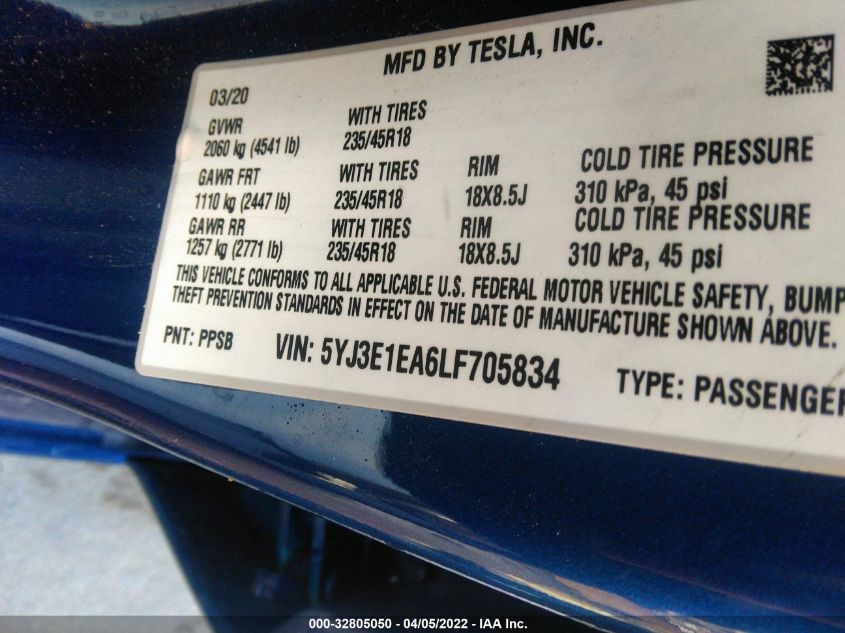 MFD BY TESLA, INC.
03/20
GVWR WITH TIRES
2060 kg (4541 lb) 235/45R18
GAWR FRT WITH TIRES RIM COLD TIRE PRESSURE
1110 kg (2447 lb) 235/45R18 18X8.5J 310 kPa, 45 psi
GAWR RR WITH TIRES RIM COLD TIRE PRESSURE
1257 kg (2771 lb) 235/45R18 18X8.5J 310 kPa, 45 psi
THIS VEHICLE CONFORMS TO ALL APPLICABLE U.S. FEDERAL MOTOR VEHICLE SAFETY, BUMP
THEFT PREVENTION STANDARDS IN EFFECT ON THE DATE OF MANUFACTURE SHOWN ABOVE.
PNT: PPSB VIN: 5YJ3E1EA6LF705834 TYPE: PASSENGER
000-32805050 - 04/05/2022 - IAA Inc.